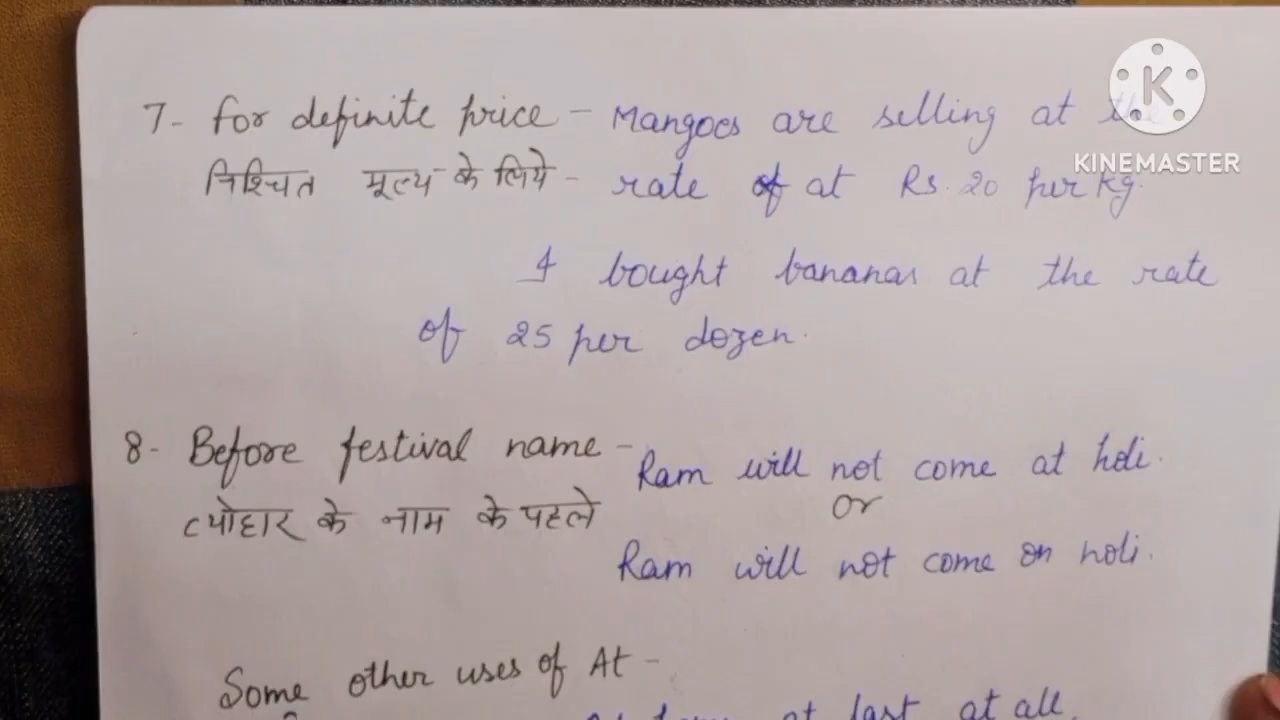 7- for definite price - Mangoes are selling at the
निश्चित मूल्य के लिये - rate of at Rs. 20 per kg.
I bought bananas at the rate
of 25 per dozen.
8- Before festival name - Ram will not come at holi.
त्योहार के नाम के पहले or
Ram will not come on holi.
Some other uses of At -
at last at all,
KINEMASTER